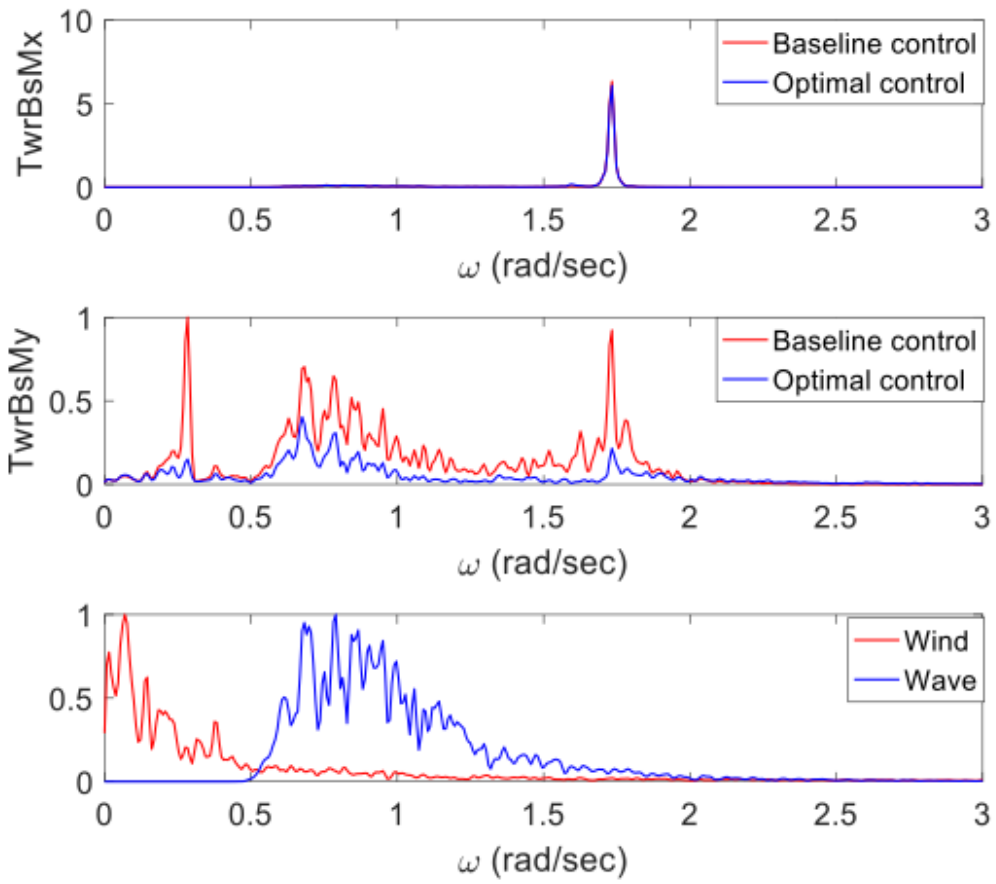 TwrBsMx
10
5
0
Baseline control
Optimal control
0 0.5 1 1.5 2 2.5 3
ω (rad/sec)
TwrBsMy
1
0.5
0
Baseline control
Optimal control
0 0.5 1 1.5 2 2.5 3
ω (rad/sec)
1
0.5
0
Wind
Wave
0 0.5 1 1.5 2 2.5 3
ω (rad/sec)